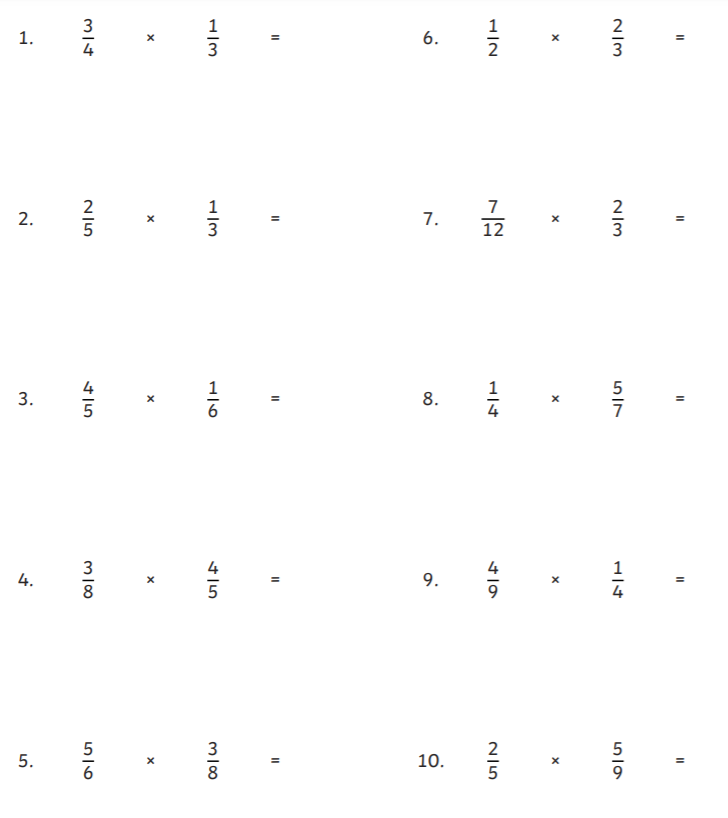 1. 3/4 × 1/3 =
2. 2/5 × 1/3 =
3. 4/5 × 1/6 =
4. 3/8 × 4/5 =
5. 5/6 × 3/8 =
6. 1/2 × 2/3 =
7. 7/12 × 2/3 =
8. 1/4 × 5/7 =
9. 4/9 × 1/4 =
10. 2/5 × 5/9 =